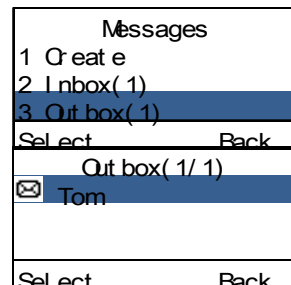 Messages
1 Create
2 Inbox(1)
3 Outbox(1)
Select Back
Outbox(1/1)
Tom
Select Back